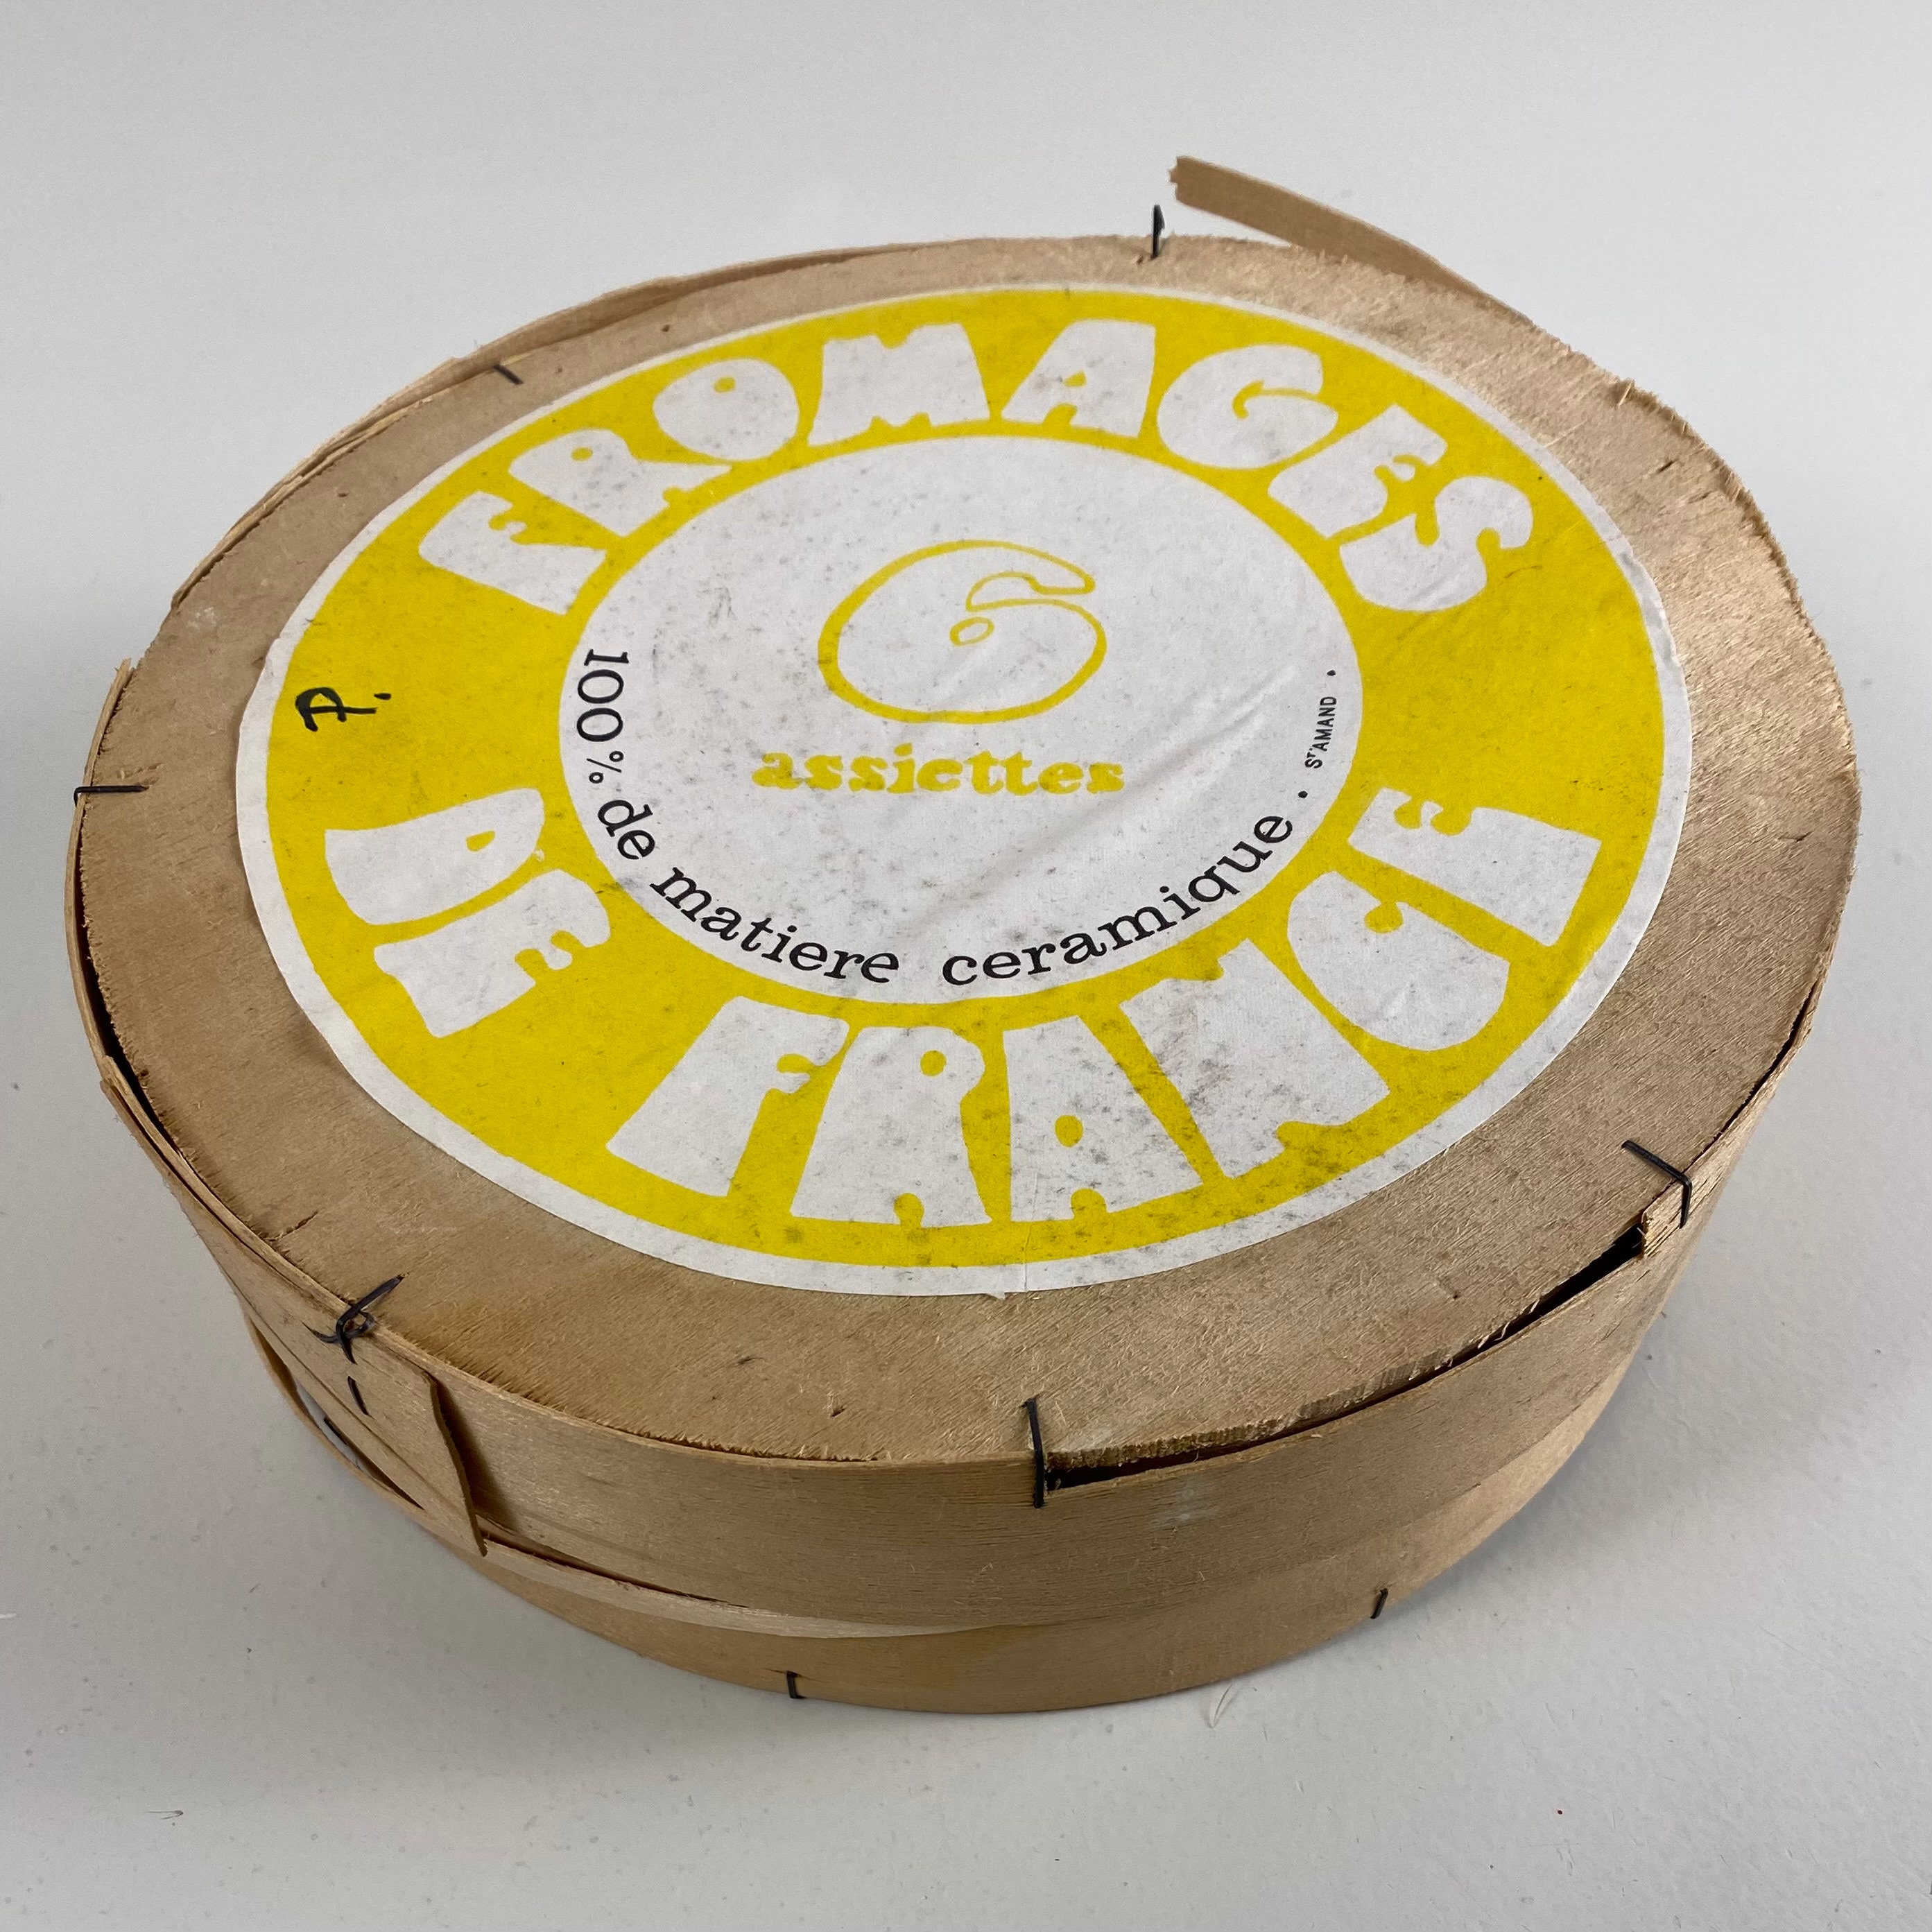 FROMAGES
DE FRANCE
6
assiettes
100% de matiere ceramique .
ST AMAND .
P.